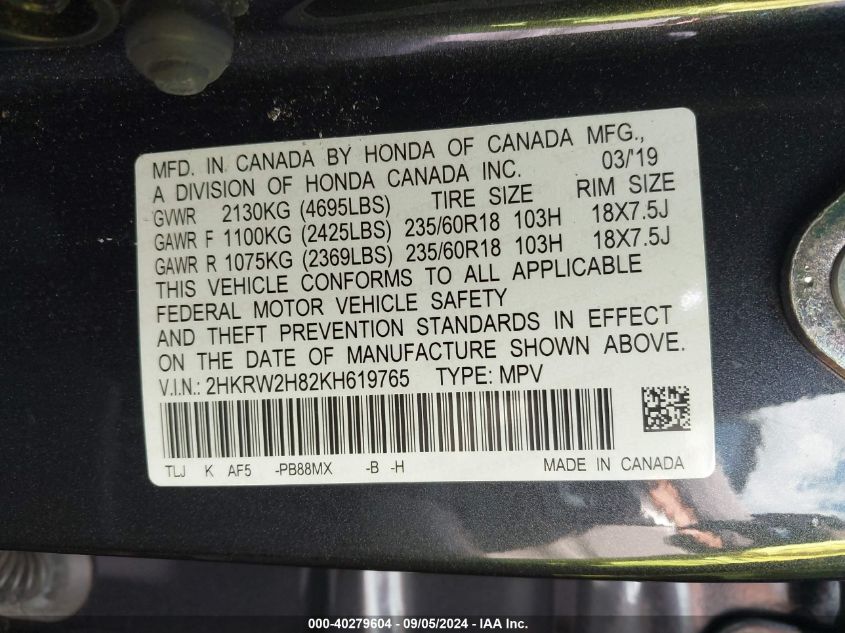 MFD. IN CANADA BY HONDA OF CANADA MFG.,
A DIVISION OF HONDA CANADA INC. 03/'19
GVWR 2130KG (4695LBS) TIRE SIZE RIM SIZE
GAWR F 1100KG (2425LBS) 235/60R18 103H 18X7.5J
GAWR R 1075KG (2369LBS) 235/60R18 103H 18X7.5J
THIS VEHICLE CONFORMS TO ALL APPLICABLE
FEDERAL MOTOR VEHICLE SAFETY
AND THEFT PREVENTION STANDARDS IN EFFECT
ON THE DATE OF MANUFACTURE SHOWN ABOVE.
V.I.N.: 2HKRW2H82KH619765 TYPE: MPV
TLJ K AF5 -PB88MX -B -H MADE IN CANADA
000-40279604 - 09/05/2024 - IAA Inc.